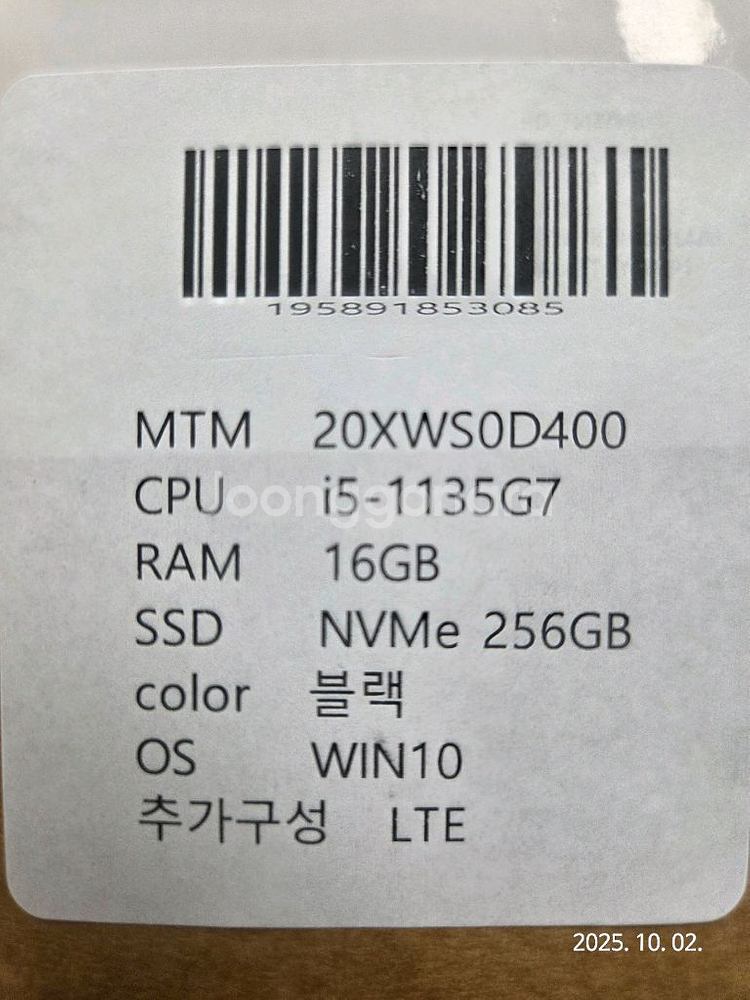 195891853085
MTM 20XWS0D400
CPU i5-1135G7
RAM 16GB
SSD NVMe 256GB
color 블랙
OS WIN10
추가구성 LTE
2025. 10. 02.